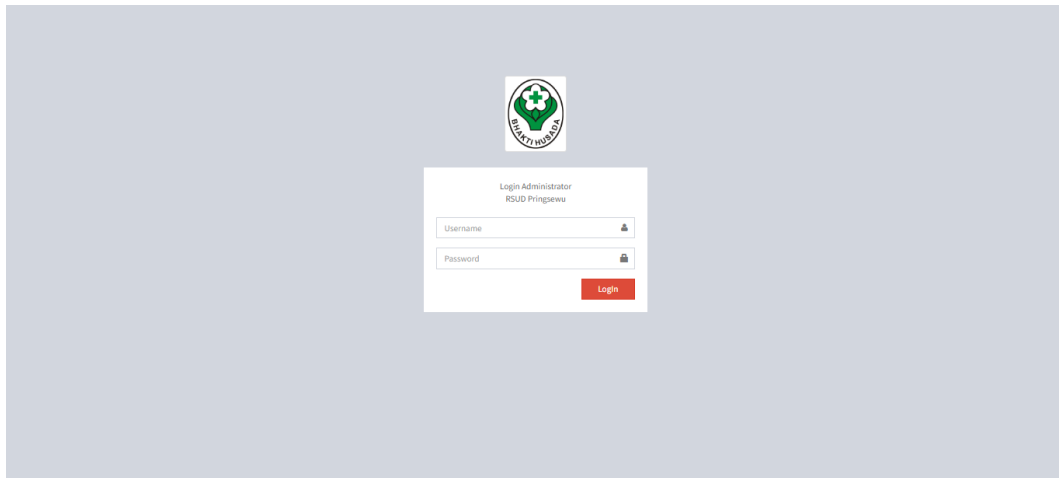 BHAKTI HUSADA
Login Administrator
RSUD Pringsewu
Username
Password
Login